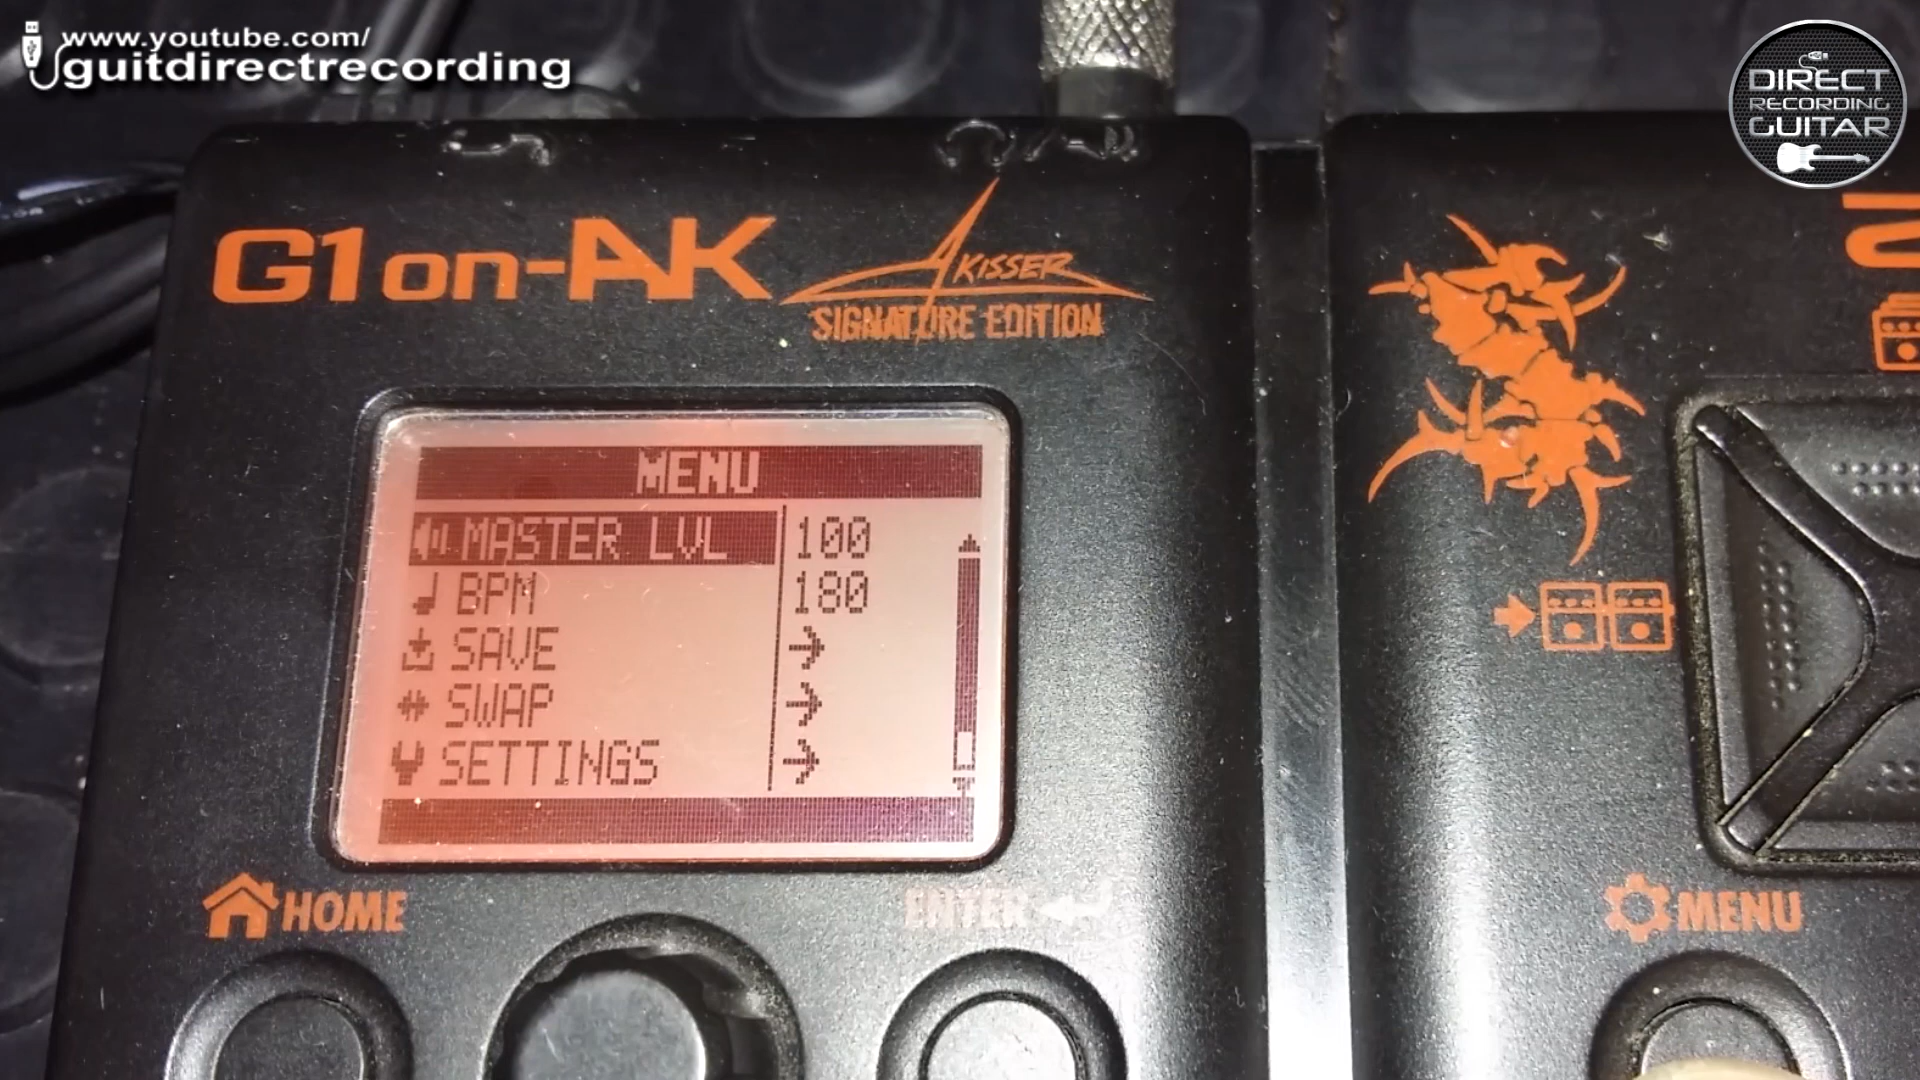 www.youtube.com/
guitdirectrecording
DIRECT
RECORDING
GUITAR
G1on-AK
AKISSER
SIGNATURE EDITION
MENU
MASTER LVL 100
BPM 180
SAVE
SWAP
SETTINGS
HOME
ENTER
MENU